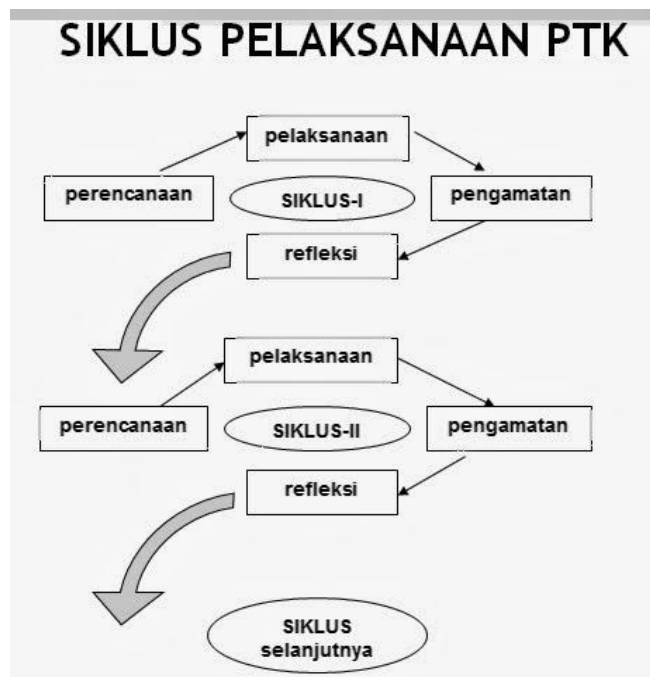 SIKLUS PELAKSANAAN PTK
pelaksanaan
perencanaan
SIKLUS-I
pengamatan
refleksi
pelaksanaan
perencanaan
SIKLUS-II
pengamatan
refleksi
SIKLUS
selanjutnya